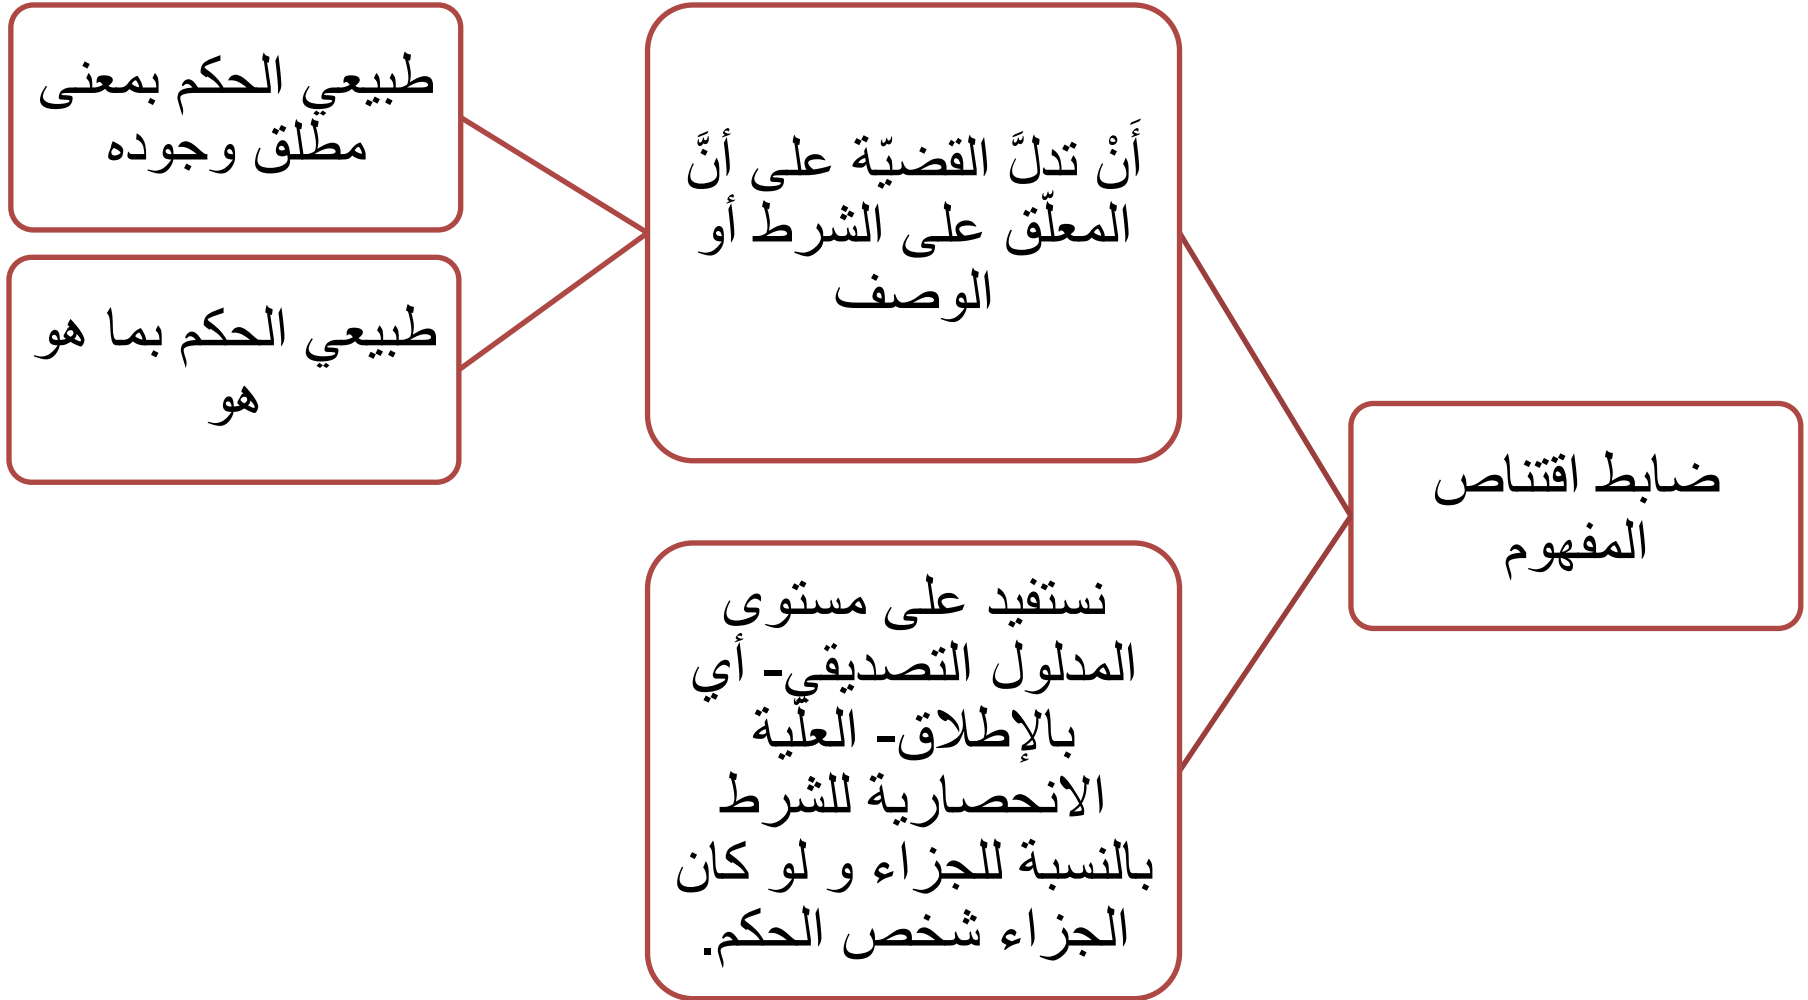 ضابط اقتناص
المفهوم
أَنْ تدلَّ القضيّة على أنَّ
المعلّق على الشرط أو
الوصف
طبيعي الحكم بمعنى
مطلق وجوده
طبيعي الحكم بما هو
هو
نستفيد على مستوى
المدلول التصديقي- أي
بالإطلاق- العلّية
الانحصارية للشرط
بالنسبة للجزاء و لو كان
الجزاء شخص الحكم.